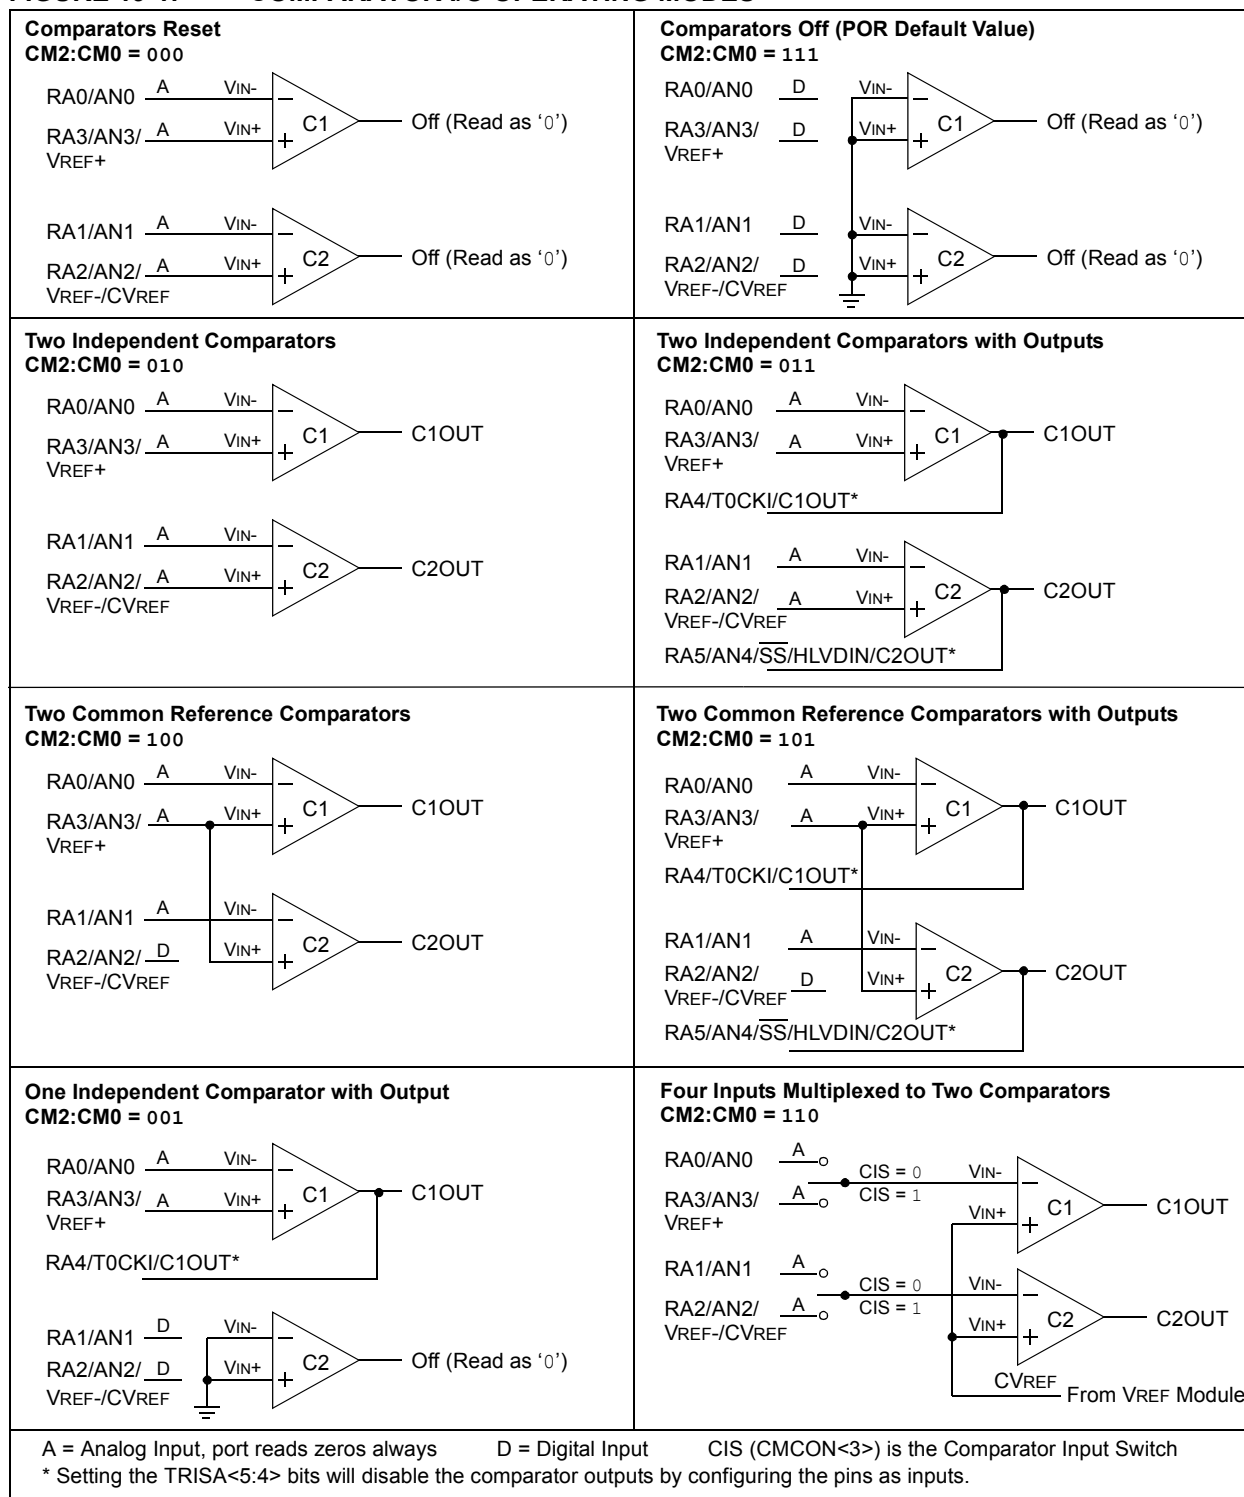 Comparators Reset
CM2:CM0 = 000
RA0/AN0 A VIN-
RA3/AN3/ A VIN+
VREF+
C1
Off (Read as ‘0’)
RA1/AN1 A VIN-
RA2/AN2/ A VIN+
VREF-/CVREF
C2
Off (Read as ‘0’)
Comparators Off (POR Default Value)
CM2:CM0 = 111
RA0/AN0 D VIN-
RA3/AN3/ D VIN+
VREF+
C1
Off (Read as ‘0’)
RA1/AN1 D VIN-
RA2/AN2/ D VIN+
VREF-/CVREF
C2
Off (Read as ‘0’)
Two Independent Comparators
CM2:CM0 = 010
RA0/AN0 A VIN-
RA3/AN3/ A VIN+
VREF+
C1
C1OUT
RA1/AN1 A VIN-
RA2/AN2/ A VIN+
VREF-/CVREF
C2
C2OUT
Two Independent Comparators with Outputs
CM2:CM0 = 011
RA0/AN0 A VIN-
RA3/AN3/ A VIN+
VREF+
C1
C1OUT
RA4/T0CKI/C1OUT*
RA1/AN1 A VIN-
RA2/AN2/ A VIN+
VREF-/CVREF
C2
C2OUT
RA5/AN4/SS/HLVDIN/C2OUT*
Two Common Reference Comparators
CM2:CM0 = 100
RA0/AN0 A VIN-
RA3/AN3/ A VIN+
VREF+
C1
C1OUT
RA1/AN1 A VIN-
RA2/AN2/ D VIN+
VREF-/CVREF
C2
C2OUT
Two Common Reference Comparators with Outputs
CM2:CM0 = 101
RA0/AN0 A VIN-
RA3/AN3/ A VIN+
VREF+
C1
C1OUT
RA4/T0CKI/C1OUT*
RA1/AN1 A VIN-
RA2/AN2/
VREF-/CVREF D VIN+
C2
C2OUT
RA5/AN4/SS/HLVDIN/C2OUT*
One Independent Comparator with Output
CM2:CM0 = 001
RA0/AN0 A VIN-
RA3/AN3/ A VIN+
VREF+
C1
C1OUT
RA4/T0CKI/C1OUT*
RA1/AN1 D VIN-
RA2/AN2/ D VIN+
VREF-/CVREF
C2
Off (Read as ‘0’)
Four Inputs Multiplexed to Two Comparators
CM2:CM0 = 110
RA0/AN0 A
CIS = 0 VIN-
RA3/AN3/ A CIS = 1
VREF+
VIN+
C1
C1OUT
RA1/AN1 A
CIS = 0 VIN-
RA2/AN2/ A CIS = 1
VREF-/CVREF
VIN+
C2
C2OUT
CVREF
From VREF Module
A = Analog Input, port reads zeros always D = Digital Input CIS (CMCON<3>) is the Comparator Input Switch
* Setting the TRISA<5:4> bits will disable the comparator outputs by configuring the pins as inputs.